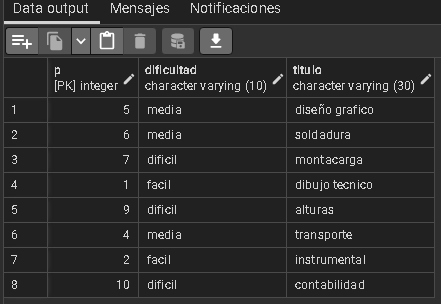 Data output Mensajes Notificaciones
p dificultad titulo
[PK] integer character varying (10) character varying (30)
1 5 media diseño grafico
2 6 media soldadura
3 7 dificil montacarga
4 1 facil dibujo tecnico
5 9 dificil alturas
6 4 media transporte
7 2 facil instrumental
8 10 dificil contabilidad